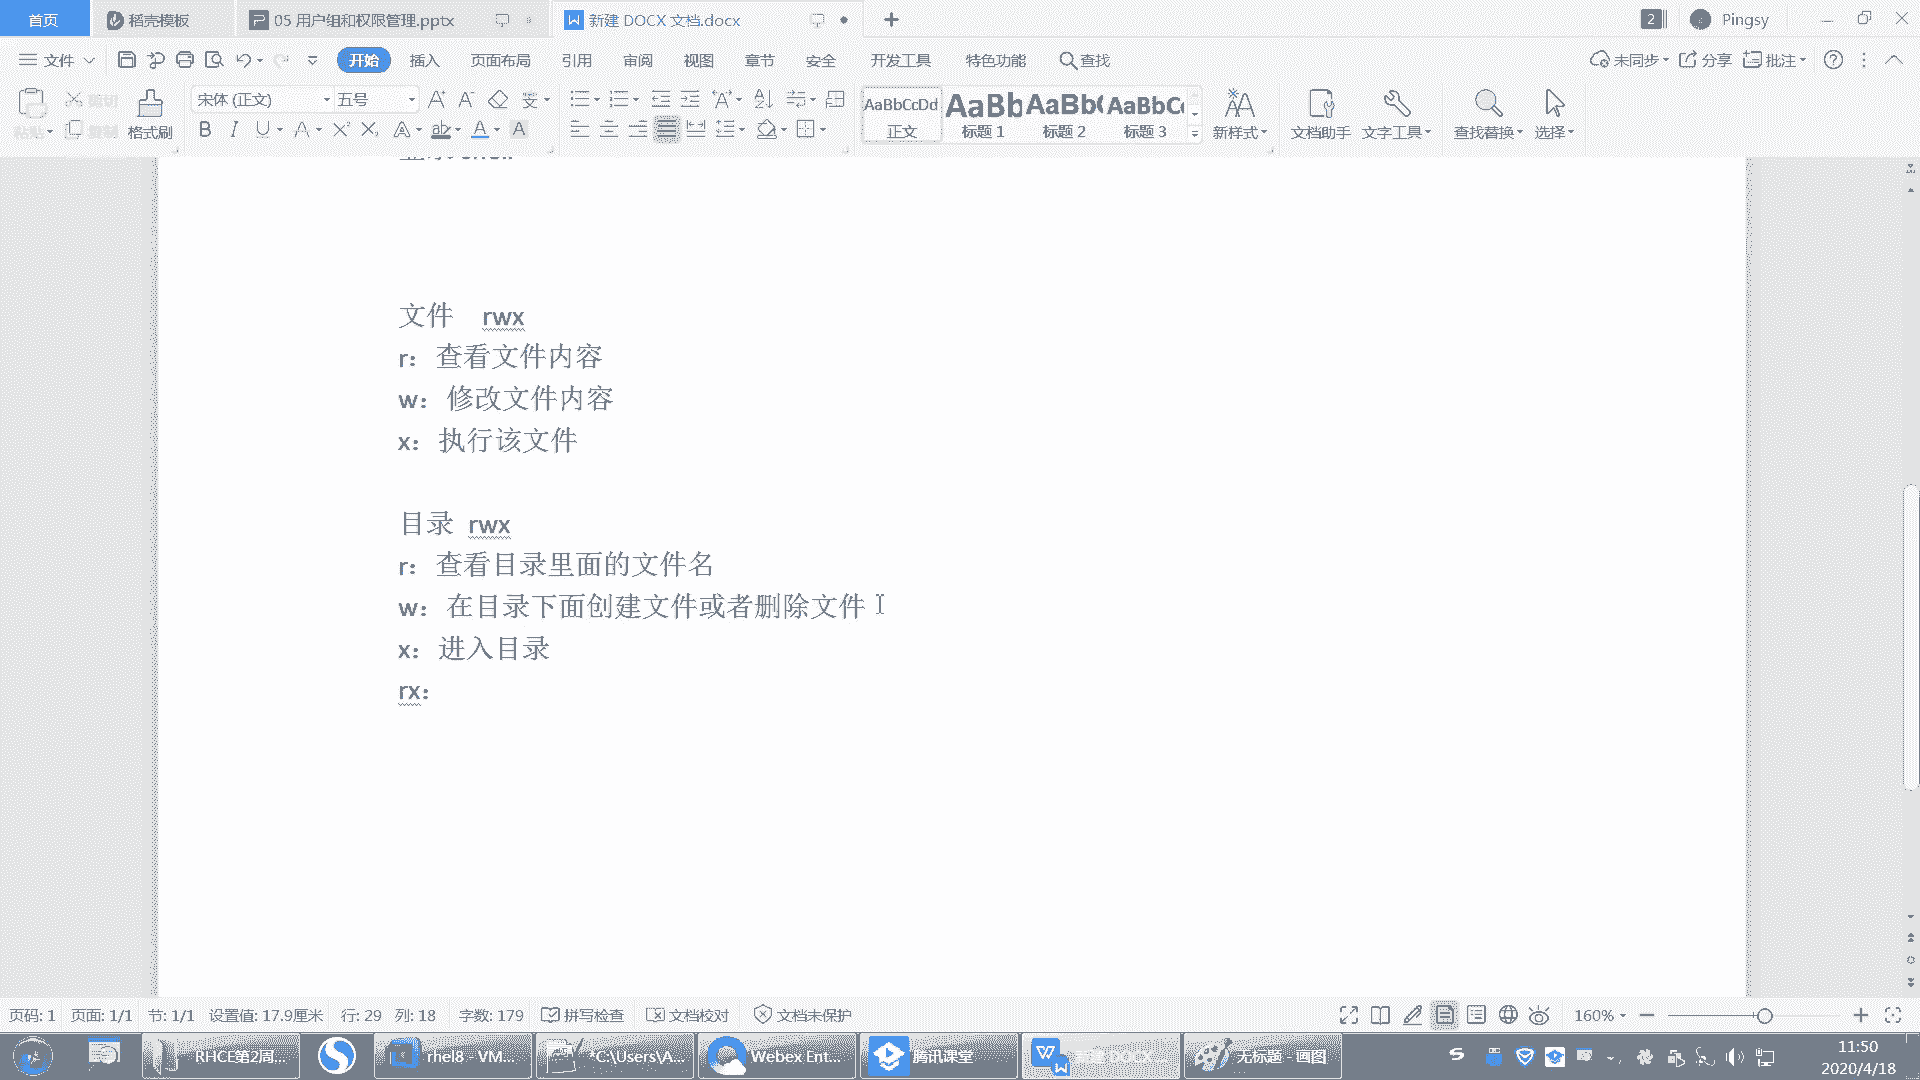 首页
稻壳模板
05 用户组和权限管理.pptx
新建 DOCX 文档.docx
2
Pingsy
文件
开始
插入
页面布局
引用
审阅
视图
章节
安全
开发工具
特色功能
查找
未同步
分享
批注
粘贴
剪切
复制
格式刷
宋体 (正文)
五号
AaBbCcDd
正文
AaBb
标题 1
AaBb(
标题 2
AaBbC
标题 3
新样式
文档助手
文字工具
查找替换
选择
文件 rwx
r：查看文件内容
w：修改文件内容
x：执行该文件
目录 rwx
r：查看目录里面的文件名
w：在目录下面创建文件或者删除文件
x：进入目录
rx：
页码: 1 页面: 1/1 节: 1/1 设置值: 17.9厘米 行: 29 列: 18 字数: 179 拼写检查 文档校对 文档未保护
160%
RHCE第2周...
rhel8 - VM...
*C:\Users\A...
Webex Ent...
腾讯课堂
新建 DOCX...
无标题 - 画图
11:50
2020/4/18